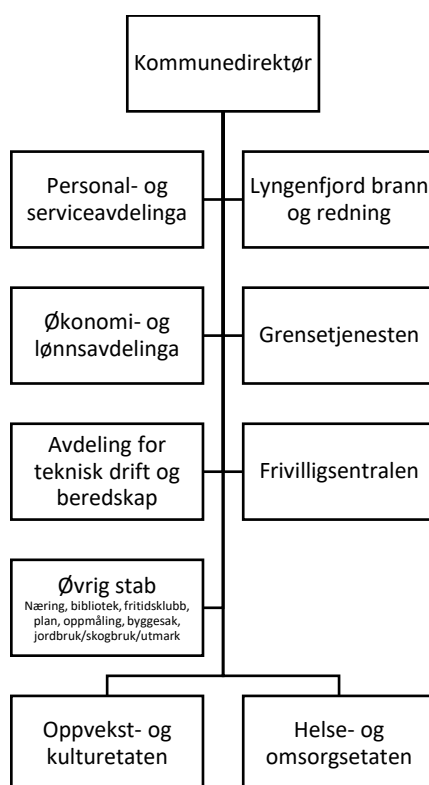 Kommunedirektør
Personal- og
serviceavdelinga
Lyngenfjord brann
og redning
Økonomi- og
lønnsavdelinga
Grensetjenesten
Avdeling for
teknisk drift og
beredskap
Frivilligsentralen
Øvrig stab
Næring, bibliotek, fritidsklubb,
plan, oppmåling, byggesak,
jordbruk/skogbruk/utmark
Oppvekst- og
kulturetaten
Helse- og
omsorgsetaten